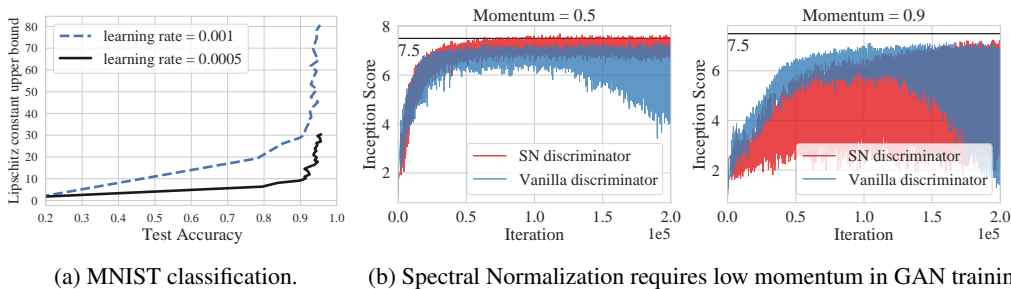 Lipschitz constant upper bound
80
70
60
50
40
30
20
10
0
learning rate = 0.001
learning rate = 0.0005
0.2 0.3 0.4 0.5 0.6 0.7 0.8 0.9 1.0
Test Accuracy
(a) MNIST classification.
Momentum = 0.5
Inception Score
8
6
4
2
7.5
SN discriminator
Vanilla discriminator
0.0 0.5 1.0 1.5 2.0
Iteration
1e5
Momentum = 0.9
Inception Score
6
4
2
7.5
SN discriminator
Vanilla discriminator
0.0 0.5 1.0 1.5 2.0
Iteration
1e5
(b) Spectral Normalization requires low momentum in GAN trainin